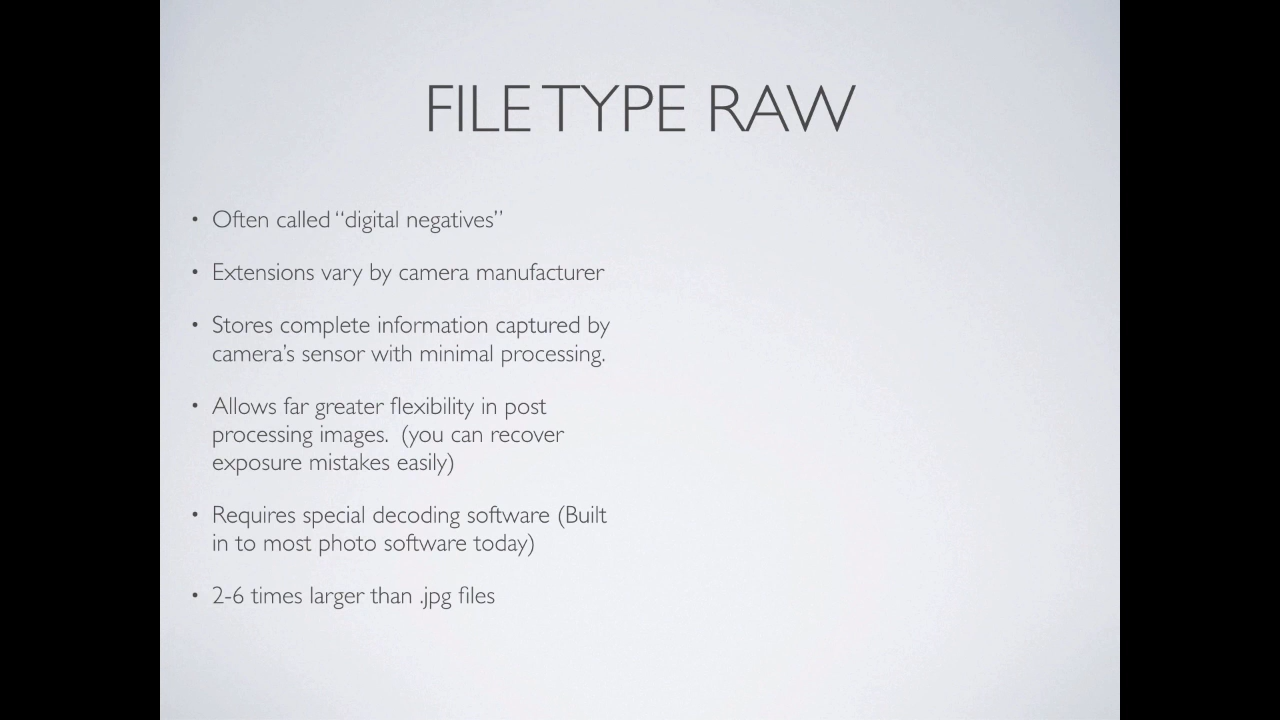 FILE TYPE RAW
• Often called “digital negatives”
• Extensions vary by camera manufacturer
• Stores complete information captured by
camera’s sensor with minimal processing.
• Allows far greater flexibility in post
processing images.  (you can recover
exposure mistakes easily)
• Requires special decoding software (Built
in to most photo software today)
• 2-6 times larger than .jpg files